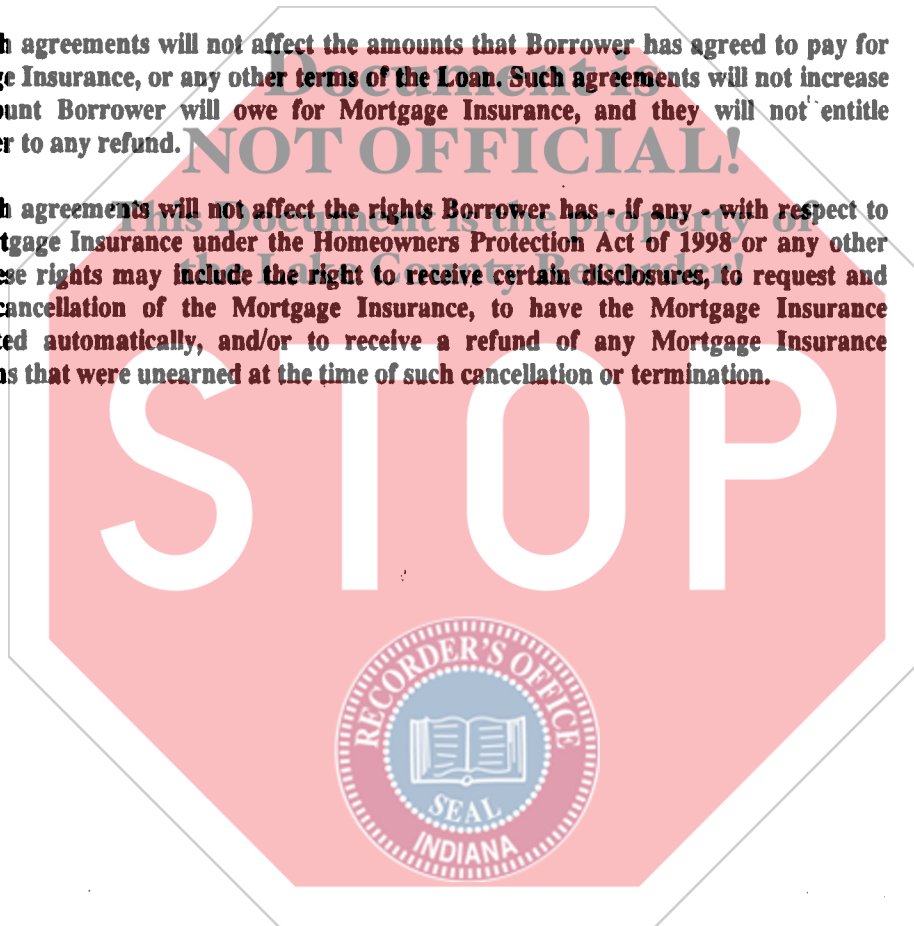 h agreements will not affect the amounts that Borrower has agreed to pay for
ge Insurance, or any other terms of the Loan. Such agreements will not increase
ount Borrower will owe for Mortgage Insurance, and they will not entitle
er to any refund.
Document is
NOT OFFICIAL!
This Document is the property of
the Lake County Recorder!
h agreements will not affect the rights Borrower has - if any - with respect to
tgage Insurance under the Homeowners Protection Act of 1998 or any other
ese rights may include the right to receive certain disclosures, to request and
cancellation of the Mortgage Insurance, to have the Mortgage Insurance
ed automatically, and/or to receive a refund of any Mortgage Insurance
ns that were unearned at the time of such cancellation or termination.
STOP
RECORDER'S OFFICE
SEAL
INDIANA